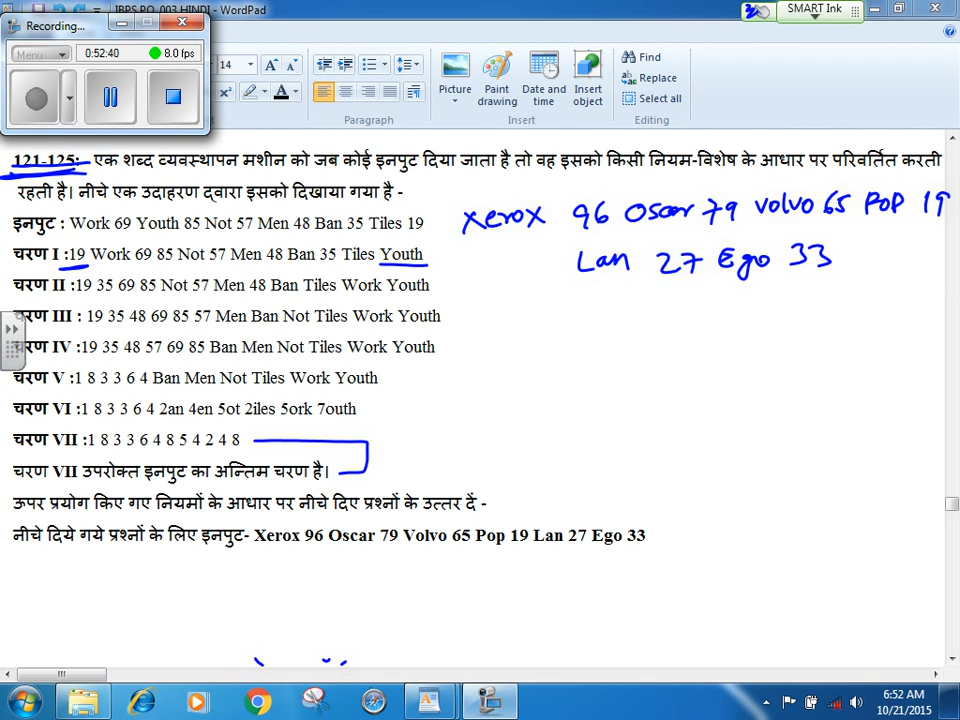 IBPS PO 003 HINDI - WordPad
SMART Ink
Recording...
Menu 0:52:40 8.0 fps
14 A A
Find
Replace
Select all
Picture
Paint drawing
Date and time
Insert object
Paragraph
Insert
Editing
121-125: एक शब्द व्यवस्थापन मशीन को जब कोई इनपुट दिया जाता है तो वह इसको किसी नियम-विशेष के आधार पर परिवर्तित करती
रहती है। नीचे एक उदाहरण द्वारा इसको दिखाया गया है -
इनपुट : Work 69 Youth 85 Not 57 Men 48 Ban 35 Tiles 19
चरण I :19 Work 69 85 Not 57 Men 48 Ban 35 Tiles Youth
चरण II :19 35 69 85 Not 57 Men 48 Ban Tiles Work Youth
चरण III : 19 35 48 69 85 57 Men Ban Not Tiles Work Youth
चरण IV :19 35 48 57 69 85 Ban Men Not Tiles Work Youth
चरण V :1 8 3 3 6 4 Ban Men Not Tiles Work Youth
चरण VI :1 8 3 3 6 4 2an 4en 5ot 2iles 5ork 7outh
चरण VII :1 8 3 3 6 4 8 5 4 2 4 8
चरण VII उपरोक्त इनपुट का अन्तिम चरण है।
ऊपर प्रयोग किए गए नियमों के आधार पर नीचे दिए प्रश्नों के उत्तर दें -
नीचे दिये गये प्रश्नों के लिए इनपुट- Xerox 96 Oscar 79 Volvo 65 Pop 19 Lan 27 Ego 33
Xerox 96 Oscar 79 Volvo 65 Pop 19
Lan 27 Ego 33
6:52 AM
10/21/2015